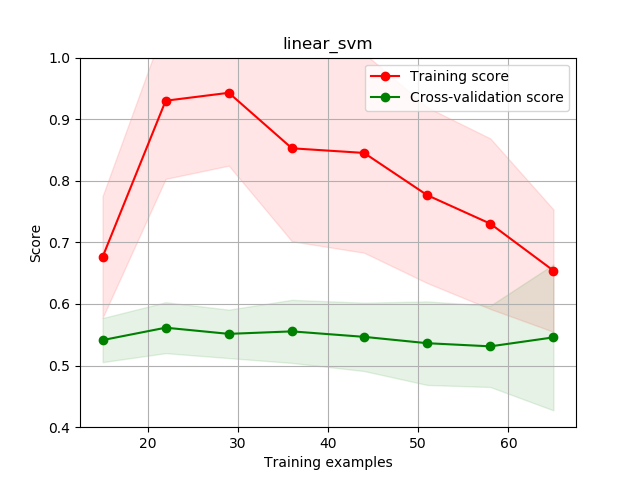 linear_svm
Training score
Cross-validation score
1.0
0.9
0.8
0.7
0.6
0.5
0.4
Score
20
30
40
50
60
Training examples